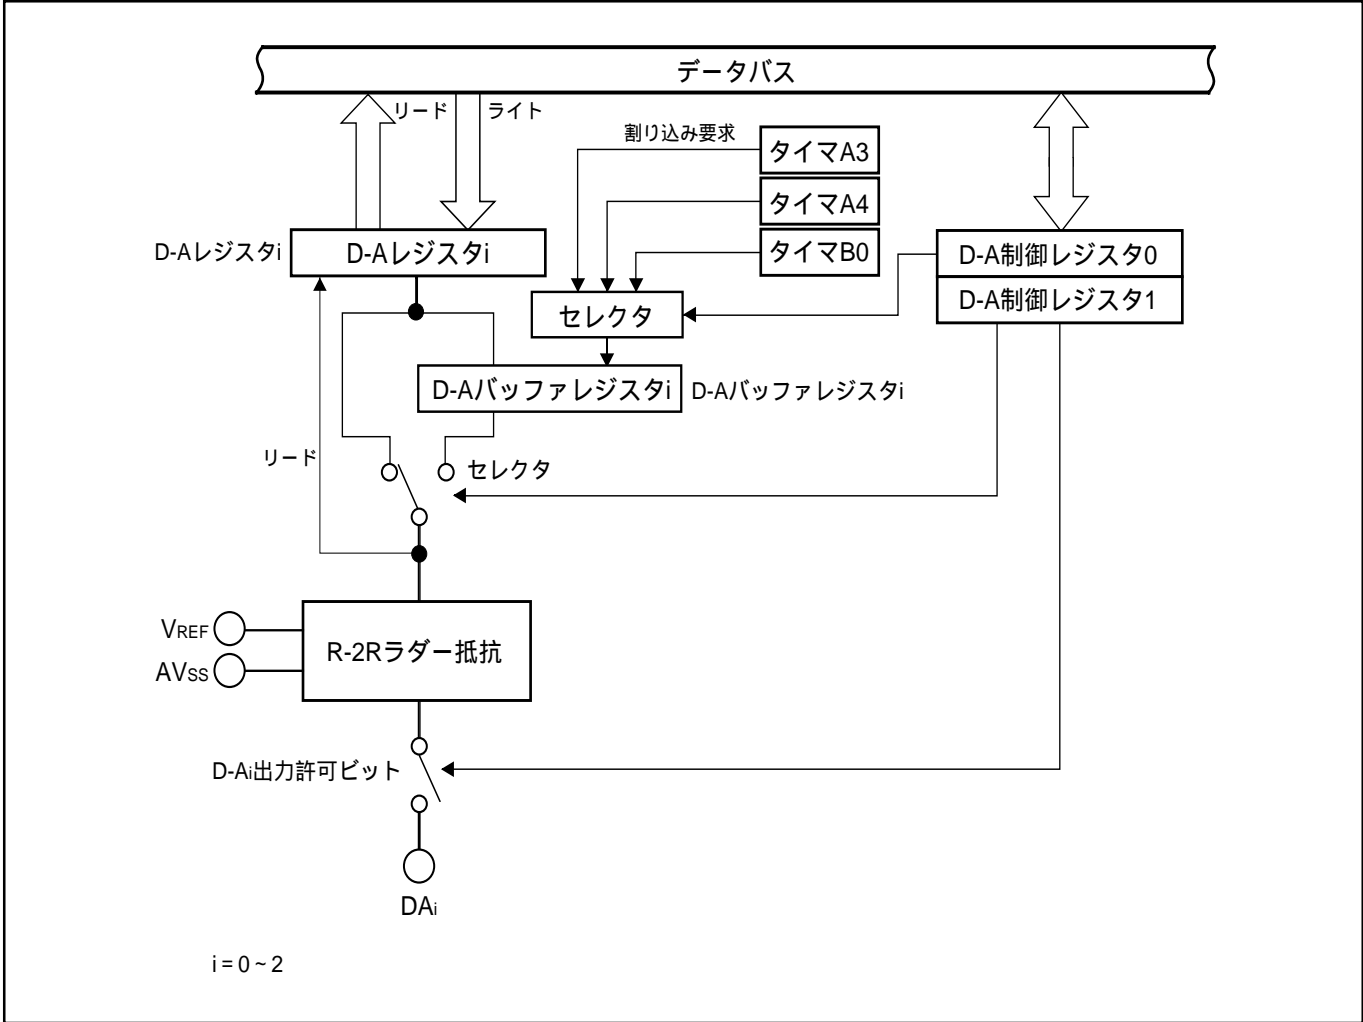 データバス
リード
ライト
割り込み要求
タイマA3
タイマA4
タイマB0
D-Aレジスタi
D-Aレジスタi
D-A制御レジスタ0
D-A制御レジスタ1
セレクタ
D-Aバッファレジスタi
D-Aバッファレジスタi
リード
セレクタ
VREF
AVss
R-2Rラダー抵抗
D-Ai出力許可ビット
DAi
i = 0 ~ 2